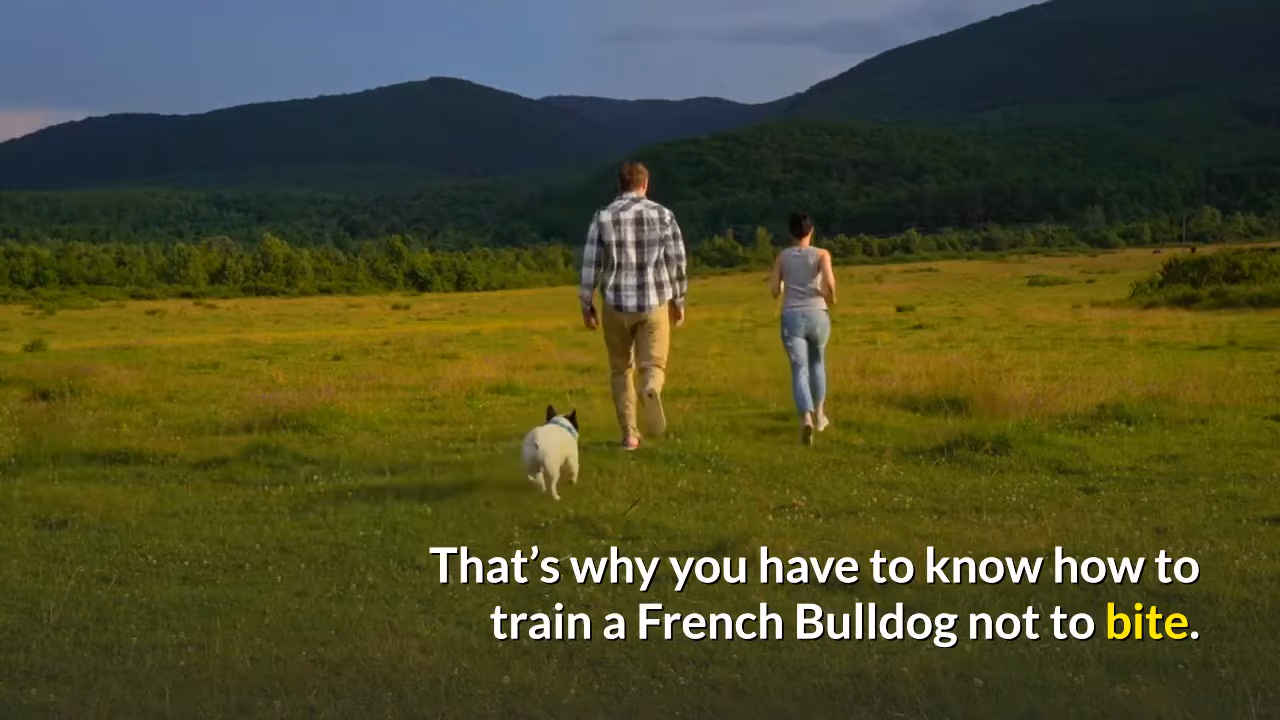 That’s why you have to know how to
train a French Bulldog not to bite.